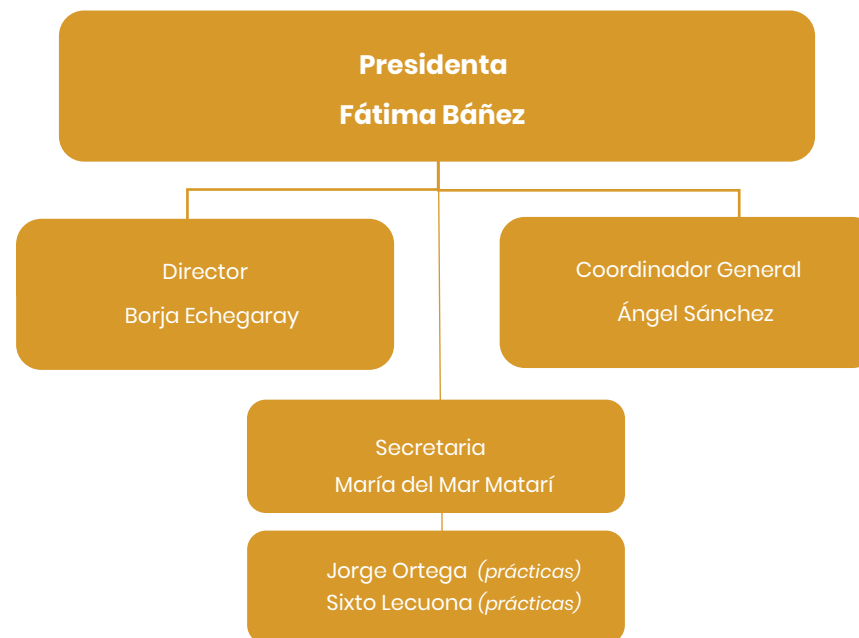 Presidenta
Fátima Báñez
Director
Borja Echegaray
Coordinador General
Ángel Sánchez
Secretaria
María del Mar Matarí
Jorge Ortega (prácticas)
Sixto Lecuona (prácticas)